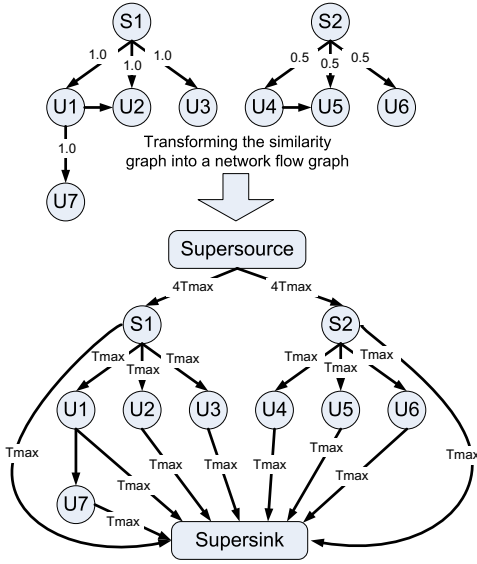 S1
S2
1.0
1.0
1.0
0.5
0.5
0.5
U1
U2
U3
U4
U5
U6
1.0
U7
Transforming the similarity
graph into a network flow graph
Supersource
4Tmax
4Tmax
S1
S2
Tmax
Tmax
Tmax
Tmax
Tmax
Tmax
U1
U2
U3
U4
U5
U6
Tmax
Tmax
Tmax
Tmax
Tmax
Tmax
Tmax
Tmax
U7
Tmax
Supersink